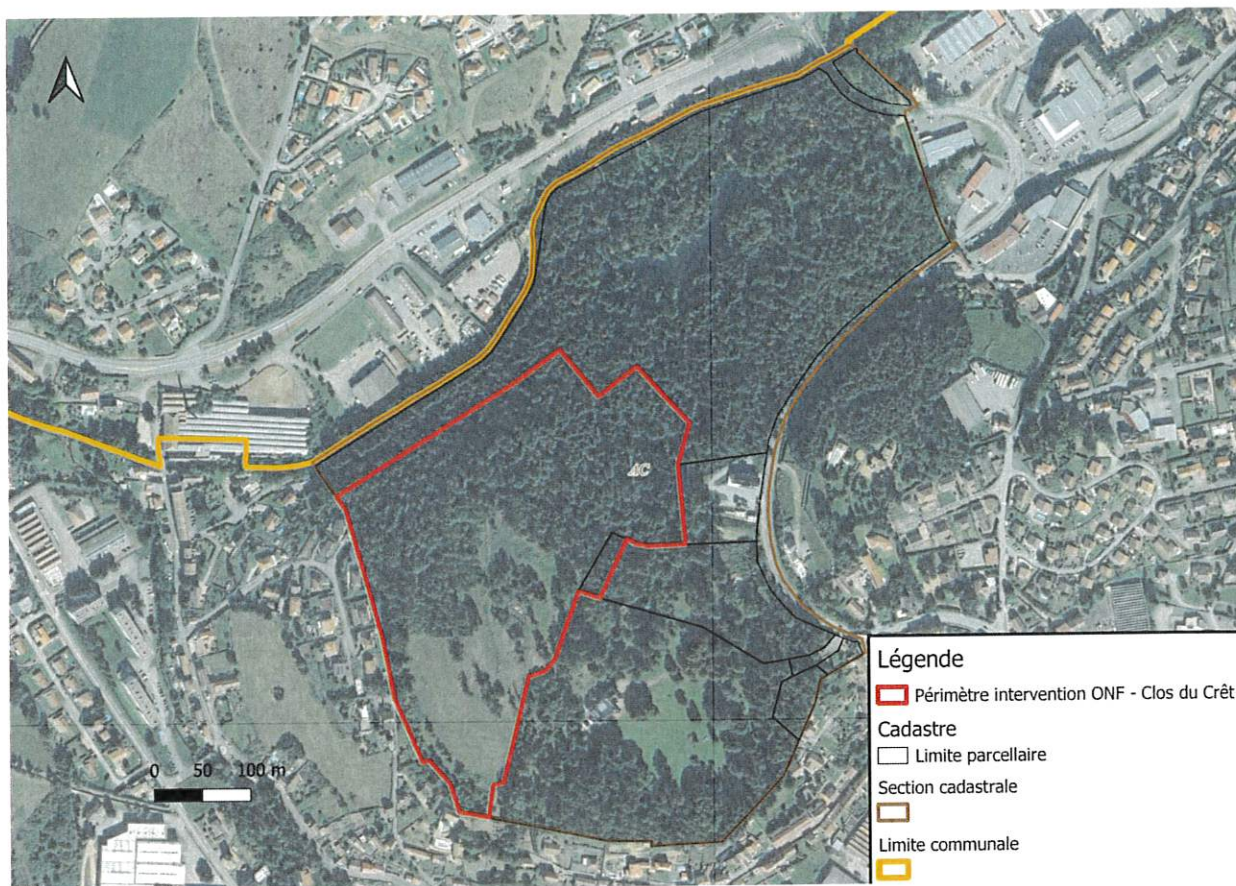 AC
0 50 100 m
Légende
Périmètre intervention ONF - Clos du Crêt
Cadastre
Limite parcellaire
Section cadastrale
Limite communale